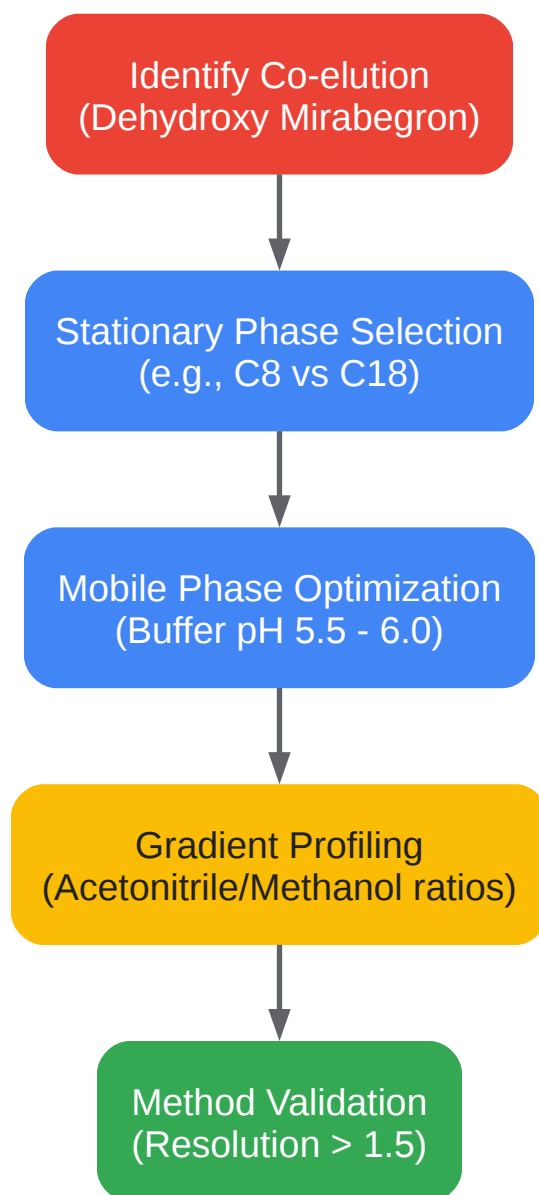 Identify Co-elution
(Dehydroxy Mirabegron)
Stationary Phase Selection
(e.g., C8 vs C18)
Mobile Phase Optimization
(Buffer pH 5.5 - 6.0)
Gradient Profiling
(Acetonitrile/Methanol ratios)
Method Validation
(Resolution > 1.5)